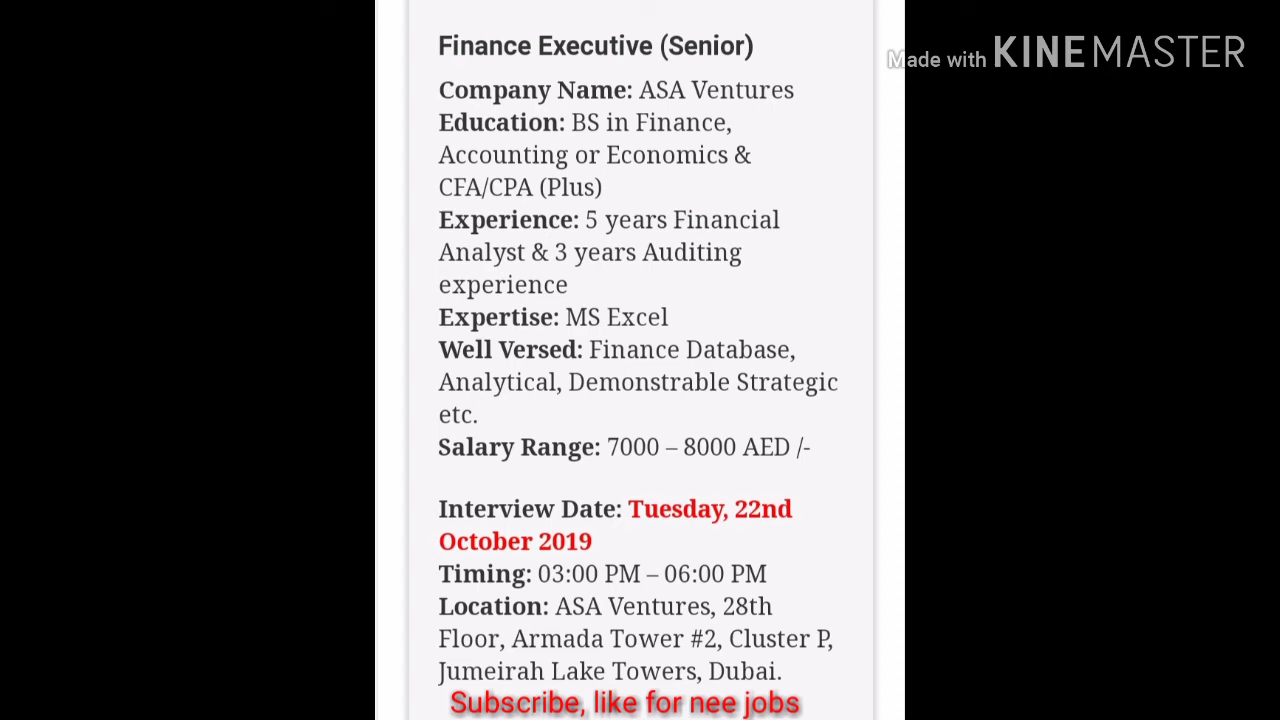 Finance Executive (Senior)
Made with KINEMASTER
Company Name: ASA Ventures
Education: BS in Finance,
Accounting or Economics &
CFA/CPA (Plus)
Experience: 5 years Financial
Analyst & 3 years Auditing
experience
Expertise: MS Excel
Well Versed: Finance Database,
Analytical, Demonstrable Strategic
etc.
Salary Range: 7000 – 8000 AED /-
Interview Date: Tuesday, 22nd
October 2019
Timing: 03:00 PM – 06:00 PM
Location: ASA Ventures, 28th
Floor, Armada Tower #2, Cluster P,
Jumeirah Lake Towers, Dubai.
Subscribe, like for nee jobs